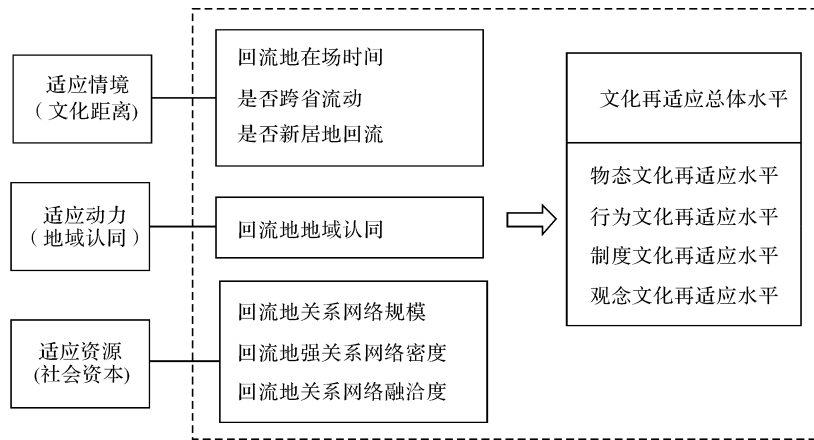 适应情境
(文化距离)
回流地在场时间
是否跨省流动
是否新居地回流
适应动力
(地域认同)
回流地地域认同
适应资源
(社会资本)
回流地关系网络规模
回流地强关系网络密度
回流地关系网络融洽度
文化再适应总体水平
物态文化再适应水平
行为文化再适应水平
制度文化再适应水平
观念文化再适应水平